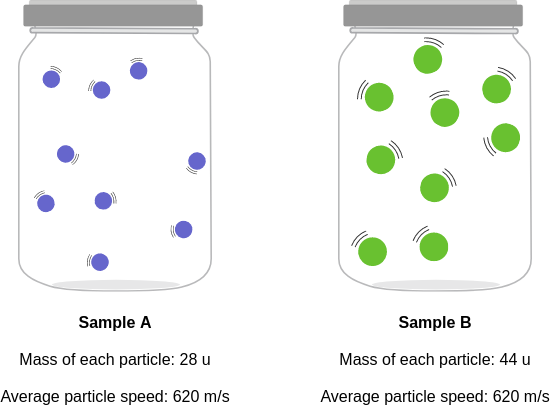 Sample A
Sample B
Mass of each particle: 28 u
Mass of each particle: 44 u
Average particle speed: 620 m/s
Average particle speed: 620 m/s